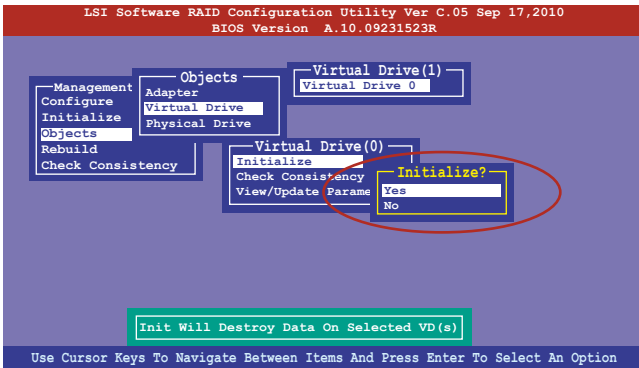 LSI Software RAID Configuration Utility Ver C.05 Sep 17,2010
BIOS Version A.10.09231523R
Management
Configure
Initialize
Objects
Rebuild
Check Consistency
Objects
Adapter
Virtual Drive
Physical Drive
Virtual Drive(1)
Virtual Drive 0
Virtual Drive(0)
Initialize
Check Consistency
View/Update Parame
Initialize?
Yes
No
Init Will Destroy Data On Selected VD(s)
Use Cursor Keys To Navigate Between Items And Press Enter To Select An Option